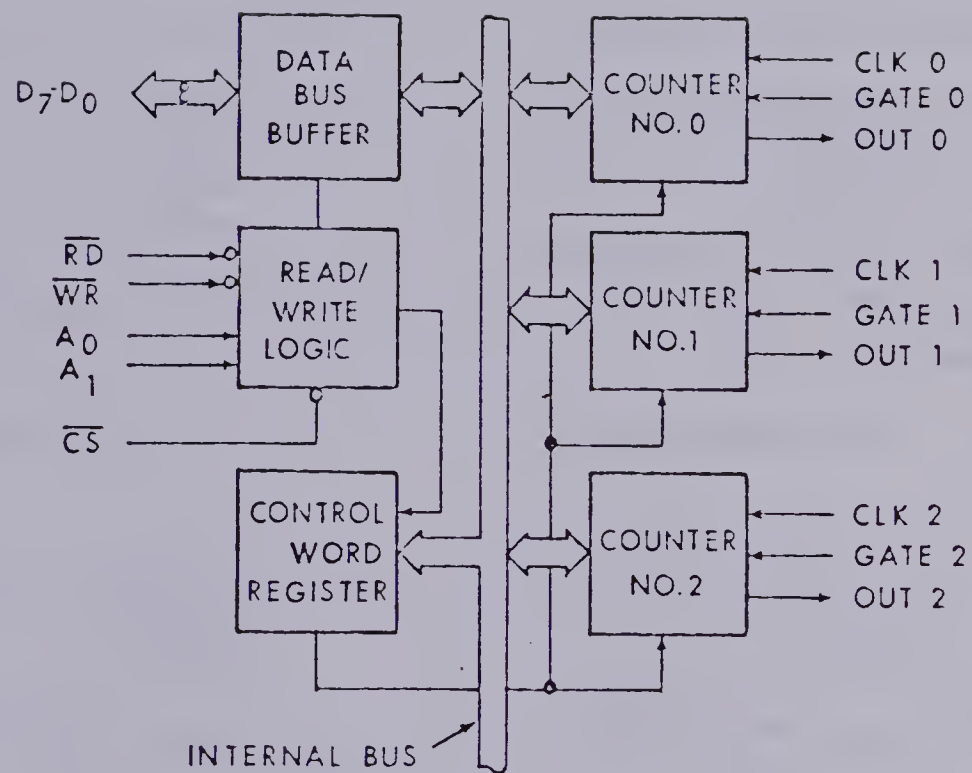 D7-D0
DATA
BUS
BUFFER
COUNTER
NO.0
CLK 0
GATE 0
OUT 0
RD
WR
A0
A1
CS
READ/
WRITE
LOGIC
COUNTER
NO.1
CLK 1
GATE 1
OUT 1
CONTROL
WORD
REGISTER
COUNTER
NO.2
CLK 2
GATE 2
OUT 2
INTERNAL BUS